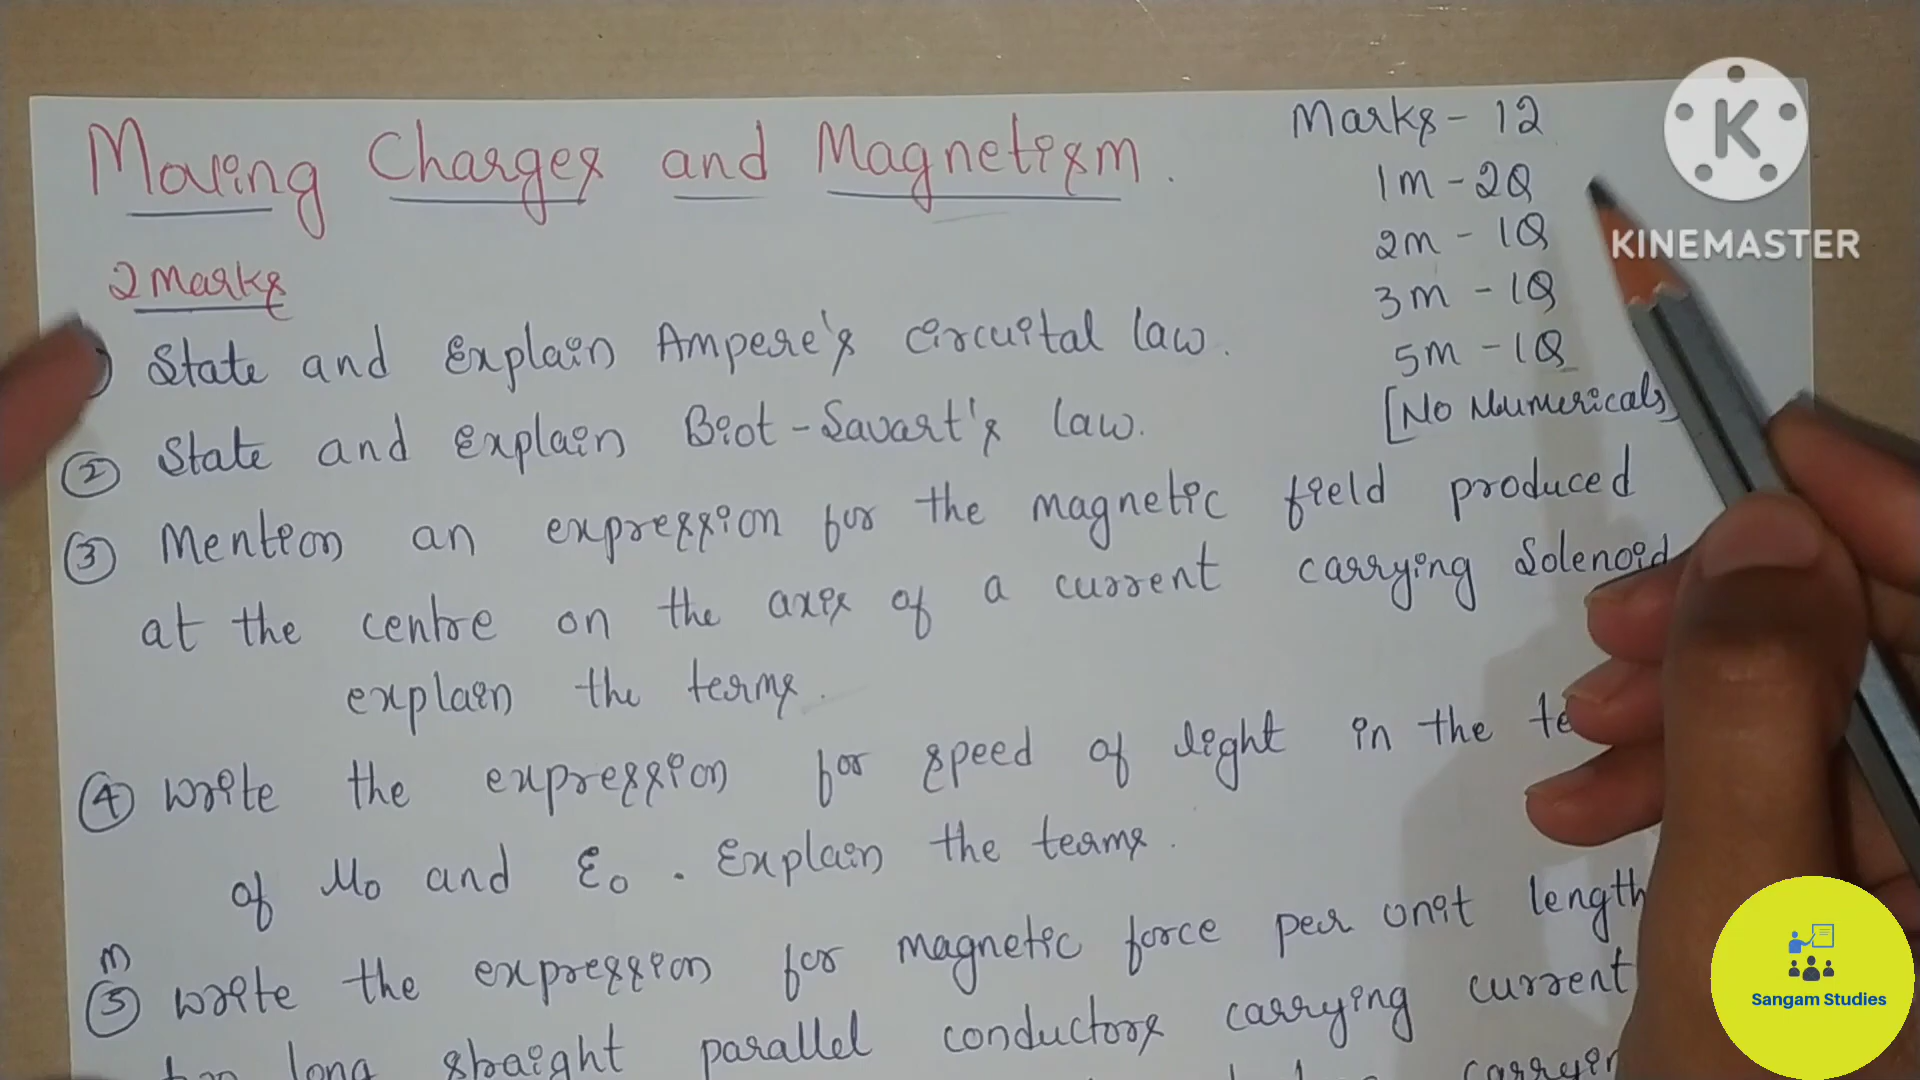 Moving Charges and Magnetism.
Marks - 12
1m - 2Q
2m - 1Q
3m - 1Q
5m - 1Q
[No Numericals
KINEMASTER
2 Marks
State and Explain Ampere's circuital law.
② State and Explain Biot-Savart's law.
③ Mention an expression for the magnetic field produced
at the centre on the axis of a current carrying Solenoid
explain the terms.
④ Write the expression for speed of light in the te
of μ₀ and ε₀. Explain the terms.
m
⑤ Write the expression for magnetic force per unit length
long straight parallel conductors carrying current
Sangam Studies